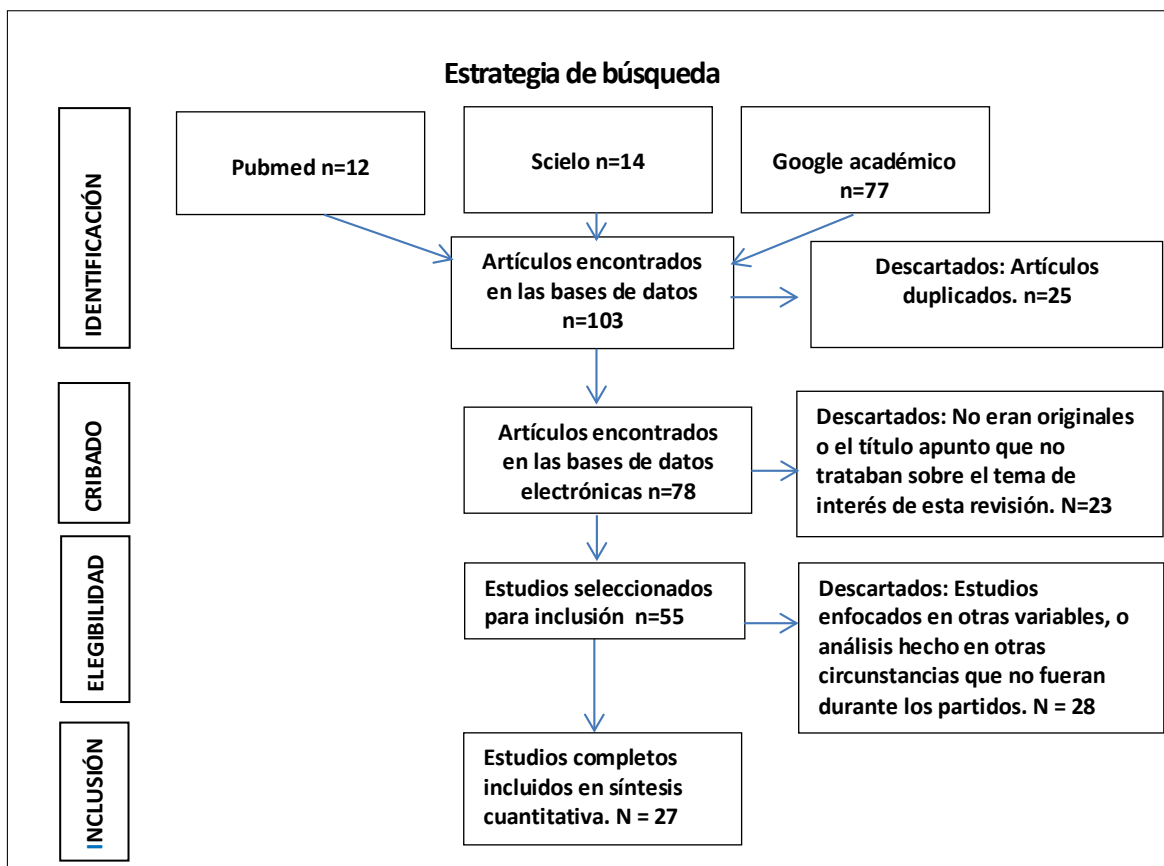 Estrategia de búsqueda
IDENTIFICACIÓN
Pubmed n=12
Scielo n=14
Google académico
n=77
Artículos encontrados
en las bases de datos
n=103
Descartados: Artículos
duplicados. n=25
CRIBADO
Artículos encontrados
en las bases de datos
electrónicas n=78
Descartados: No eran originales
o el título apunto que no
trataban sobre el tema de
interés de esta revisión. N=23
ELEGIBILIDAD
Estudios seleccionados
para inclusión n=55
Descartados: Estudios
enfocados en otras variables, o
análisis hecho en otras
circunstancias que no fueran
durante los partidos. N = 28
INCLUSIÓN
Estudios completos
incluidos en síntesis
cuantitativa. N = 27